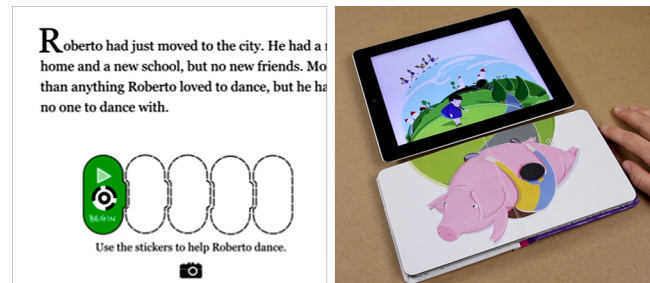 Roberto had just moved to the city. He had a
home and a new school, but no new friends.
than anything Roberto loved to dance, but he
no one to dance with.
BEGIN
Use the stickers to help Roberto dance.